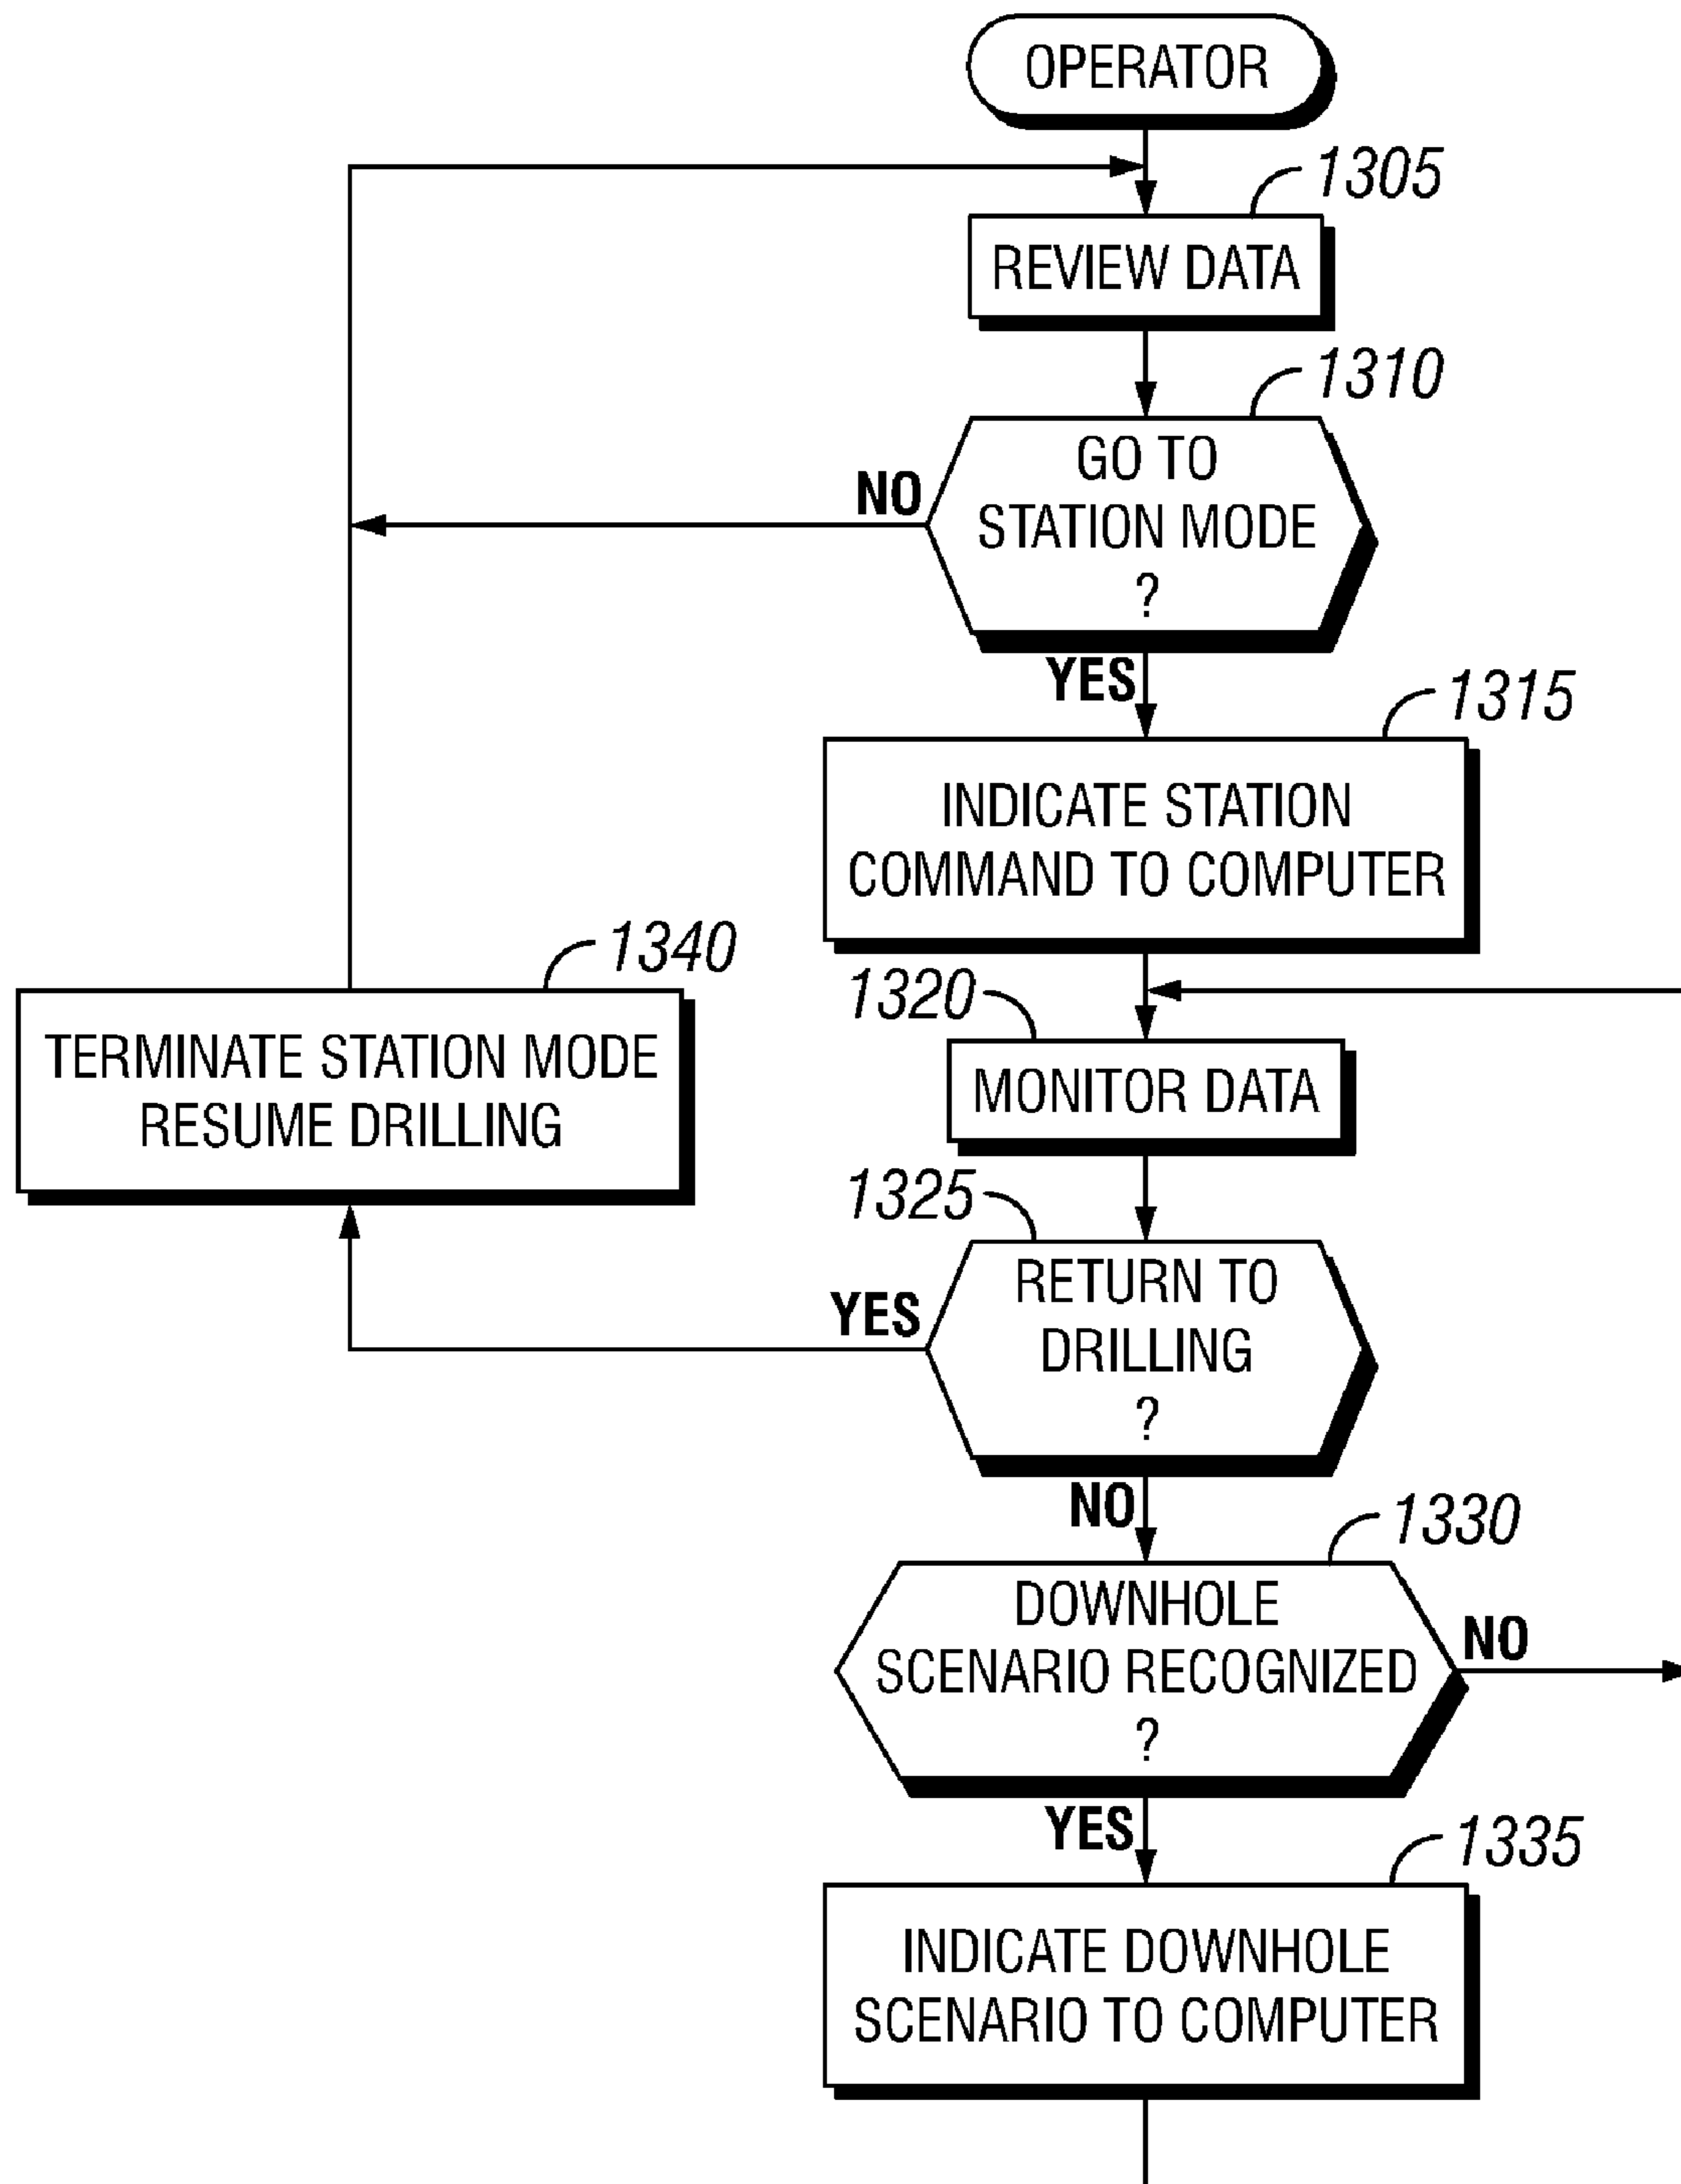 OPERATOR
1305
REVIEW DATA
1310
GO TO
STATION MODE
?
NO
YES
1315
INDICATE STATION
COMMAND TO COMPUTER
1340
TERMINATE STATION MODE
RESUME DRILLING
1320
MONITOR DATA
1325
RETURN TO
DRILLING
?
YES
NO
1330
DOWNHOLE
SCENARIO RECOGNIZED
?
NO
YES
1335
INDICATE DOWNHOLE
SCENARIO TO COMPUTER